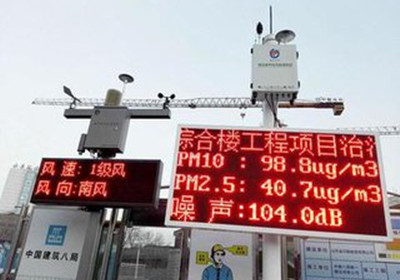 风 速：1级风
风 向：南风
综合楼工程项目治
PM10 : 98.8ug/m3
PM2.5: 40.7ug/m3
噪 声:104.0dB
中国建筑八局